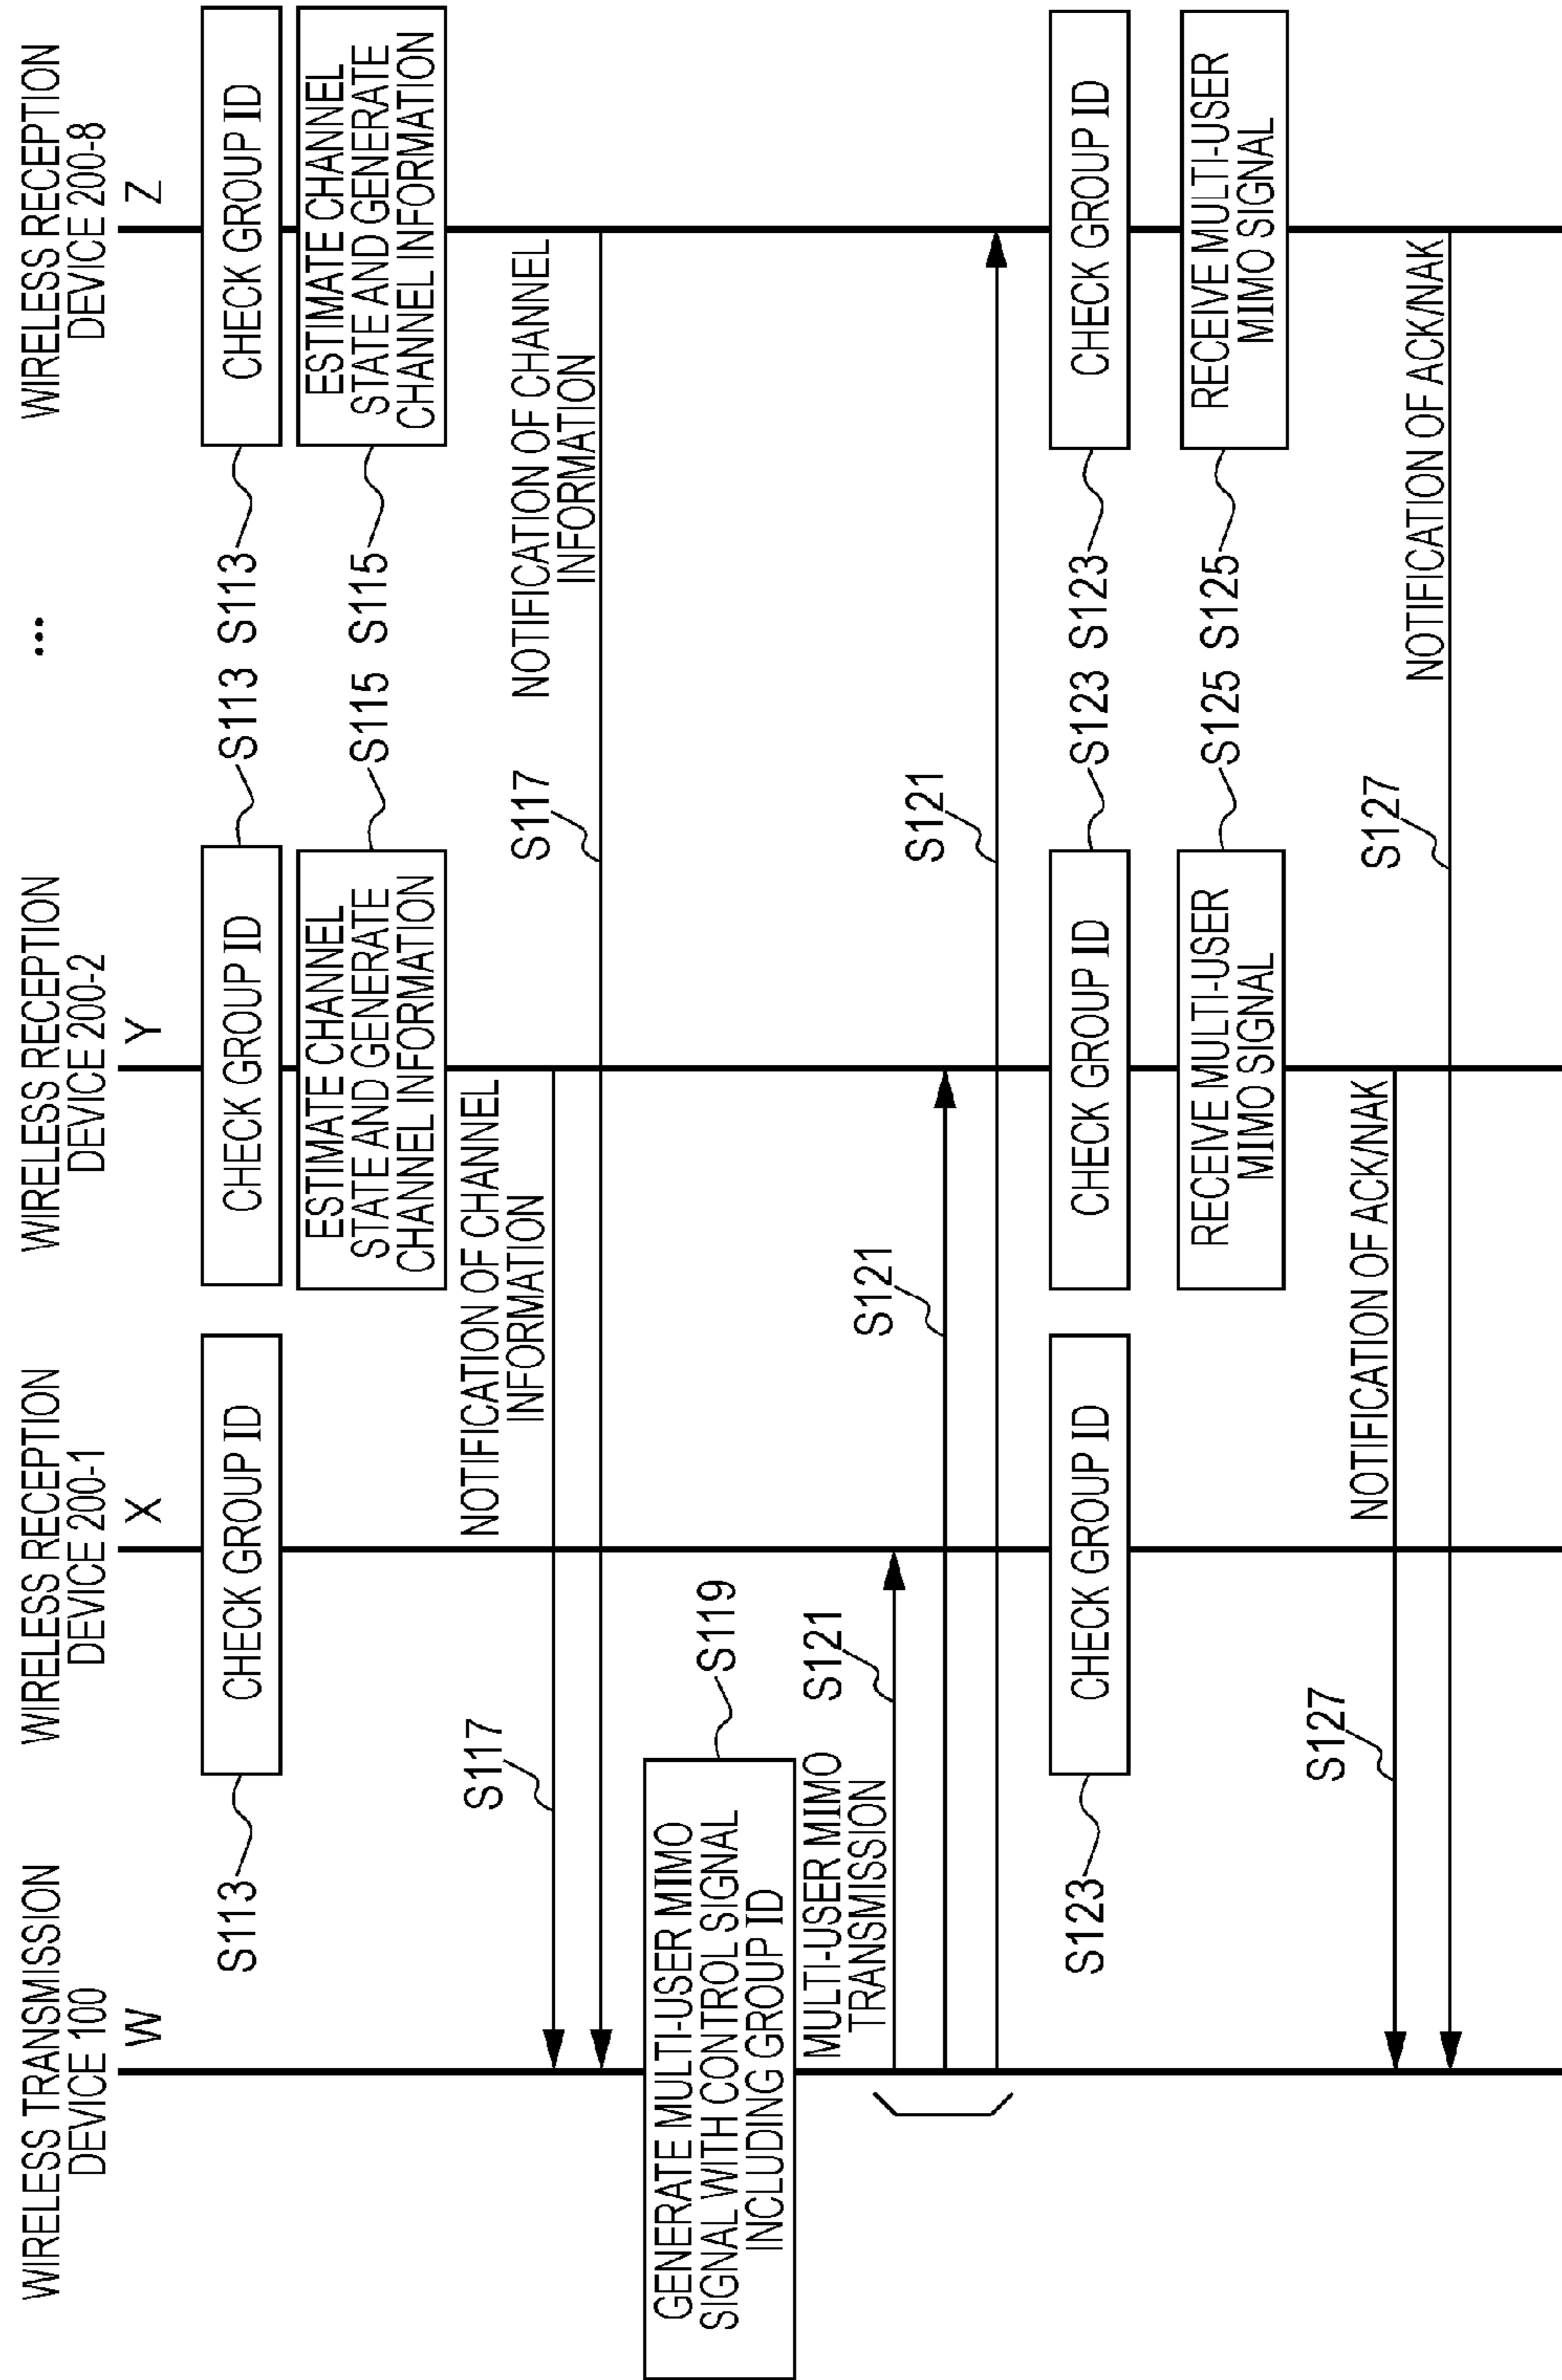 WIRELESS TRANSMISSION
DEVICE 100
W
WIRELESS RECEPTION
DEVICE 200-1
X
WIRELESS RECEPTION
DEVICE 200-2
Y
...
WIRELESS RECEPTION
DEVICE 200-8
Z
S113
CHECK GROUP ID
CHECK GROUP ID
S113
S113
CHECK GROUP ID
ESTIMATE CHANNEL
STATE AND GENERATE
CHANNEL INFORMATION
S115
S115
ESTIMATE CHANNEL
STATE AND GENERATE
CHANNEL INFORMATION
S117
NOTIFICATION OF CHANNEL
INFORMATION
S117
NOTIFICATION OF CHANNEL
INFORMATION
GENERATE MULTI-USER MIMO
SIGNAL WITH CONTROL SIGNAL
INCLUDING GROUP ID
S119
MULTI-USER MIMO
TRANSMISSION
S121
S121
S121
S123
CHECK GROUP ID
CHECK GROUP ID
S123
S123
CHECK GROUP ID
RECEIVE MULTI-USER
MIMO SIGNAL
S125
S125
RECEIVE MULTI-USER
MIMO SIGNAL
S127
NOTIFICATION OF ACK/NAK
S127
NOTIFICATION OF ACK/NAK